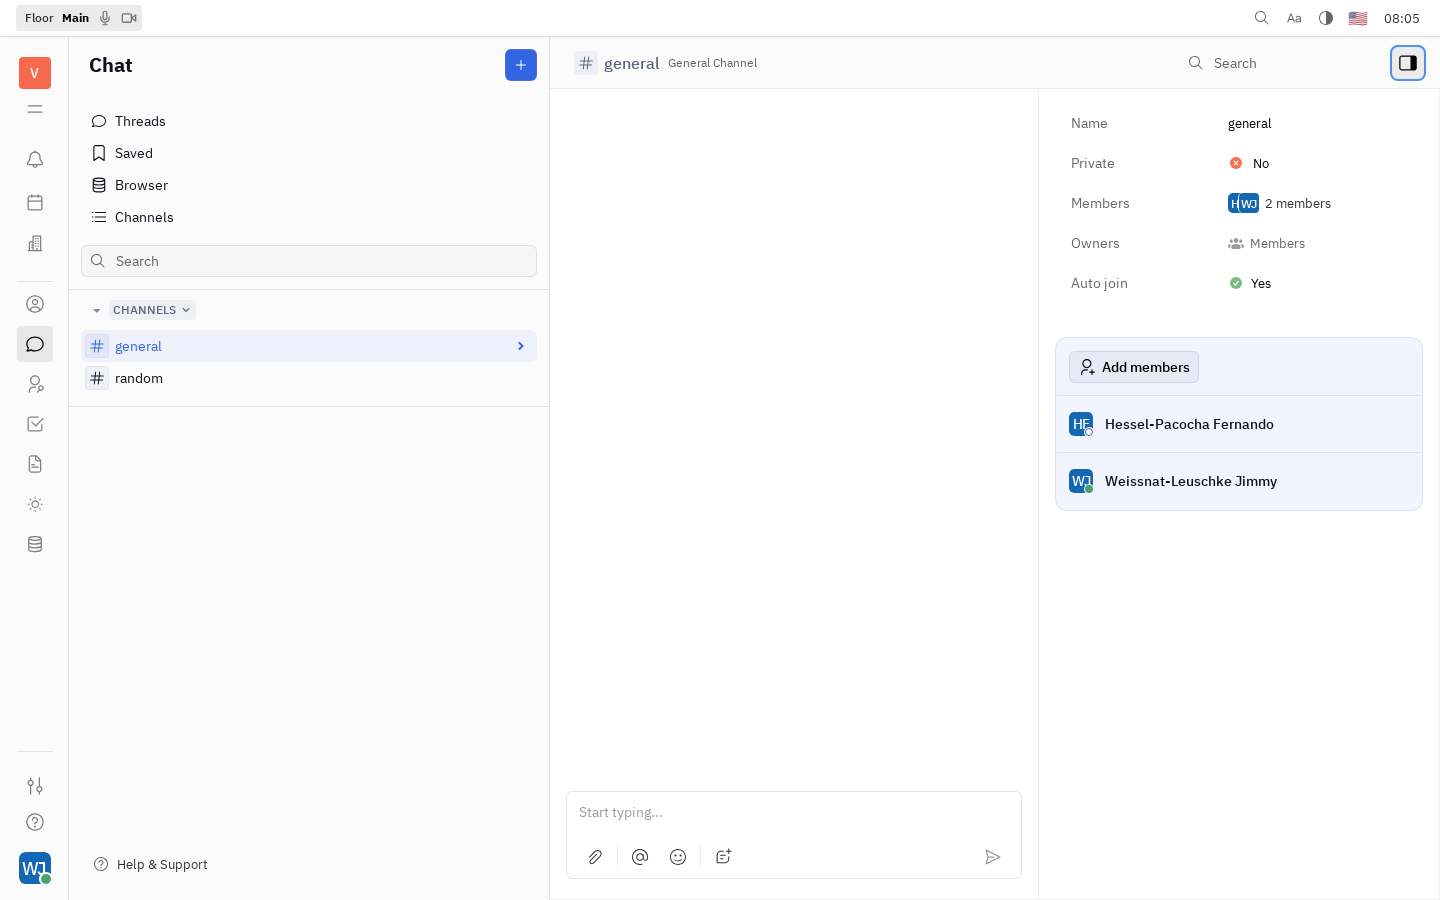 Floor Main
Aa
08:05
V
Chat
Threads
Saved
Browser
Channels
Search
CHANNELS
general
random
Help & Support
WJ
general General Channel
Search
Start typing...
Name general
Private No
Members WJ 2 members
Owners Members
Auto join Yes
Add members
HF Hessel-Pacocha Fernando
WJ Weissnat-Leuschke Jimmy